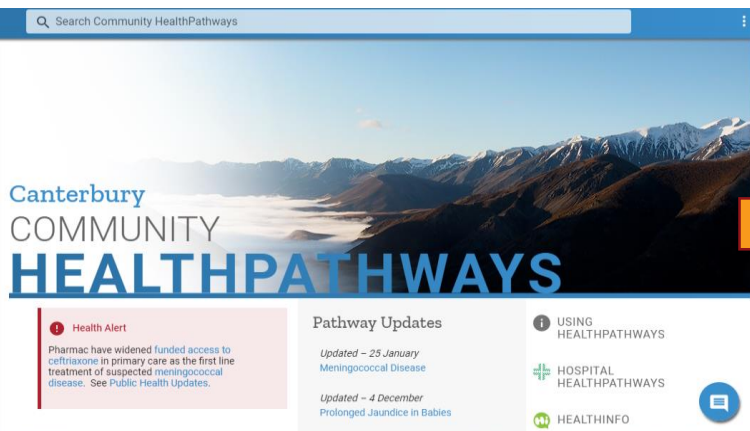 Search Community HealthPathways
Canterbury
COMMUNITY
HEALTHPATHWAYS
Health Alert
Pharmac have widened funded access to
ceftriaxone in primary care as the first line
treatment of suspected meningococcal
disease. See Public Health Updates.
Pathway Updates
Updated – 25 January
Meningococcal Disease
Updated – 4 December
Prolonged Jaundice in Babies
USING
HEALTHPATHWAYS
HOSPITAL
HEALTHPATHWAYS
HEALTHINFO